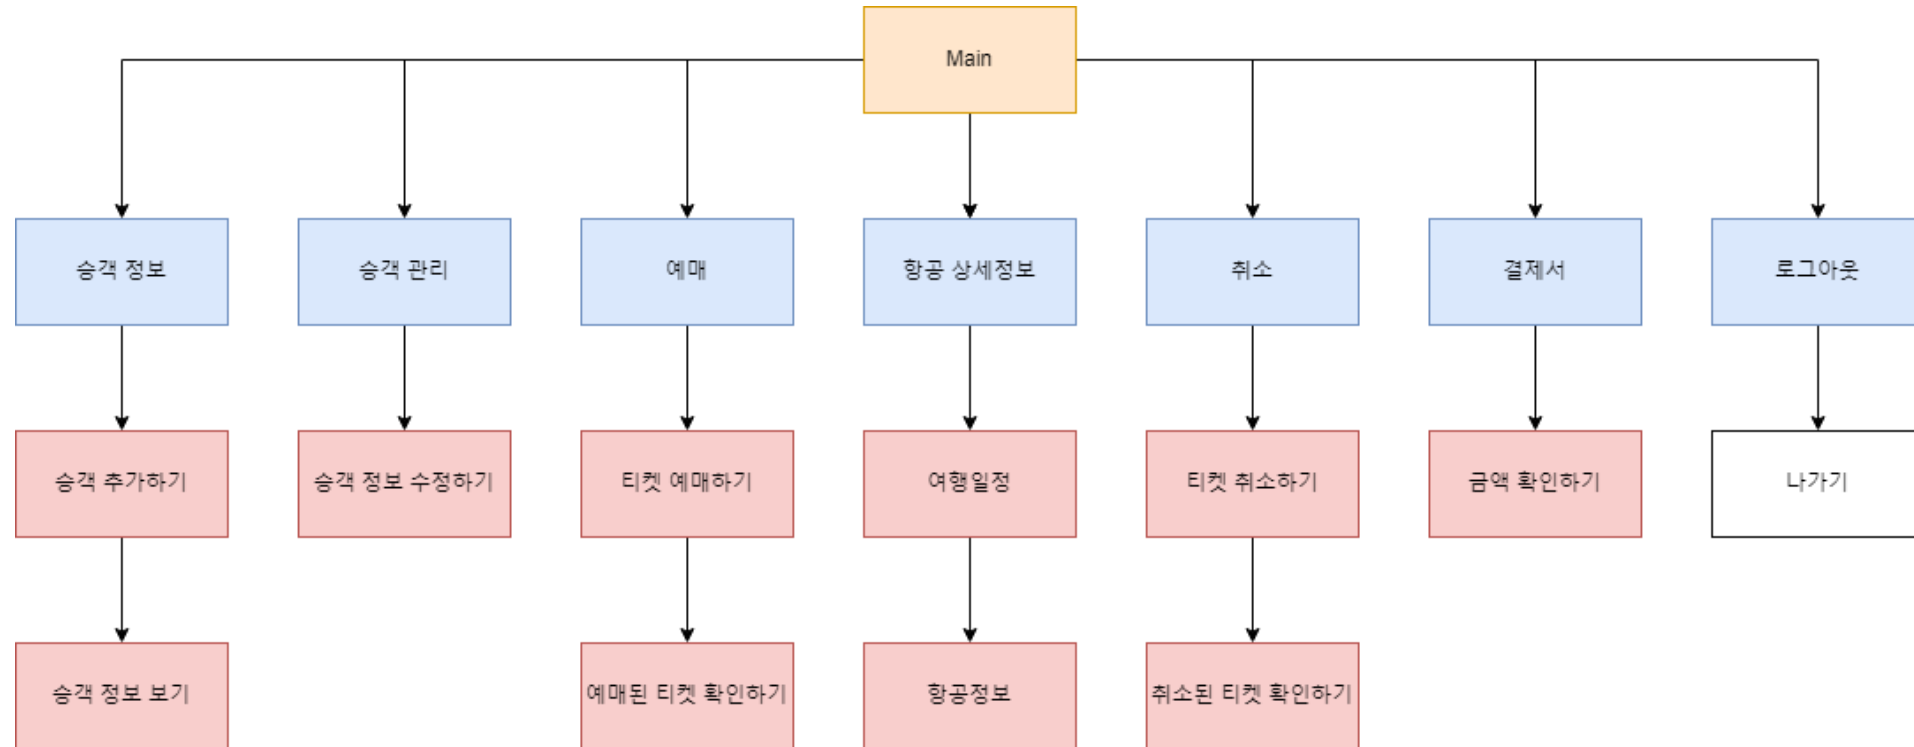 Main
승객 정보
승객 관리
예매
항공 상세정보
취소
결제서
로그아웃
승객 추가하기
승객 정보 수정하기
티켓 예매하기
여행일정
티켓 취소하기
금액 확인하기
나가기
승객 정보 보기
예매된 티켓 확인하기
항공정보
취소된 티켓 확인하기